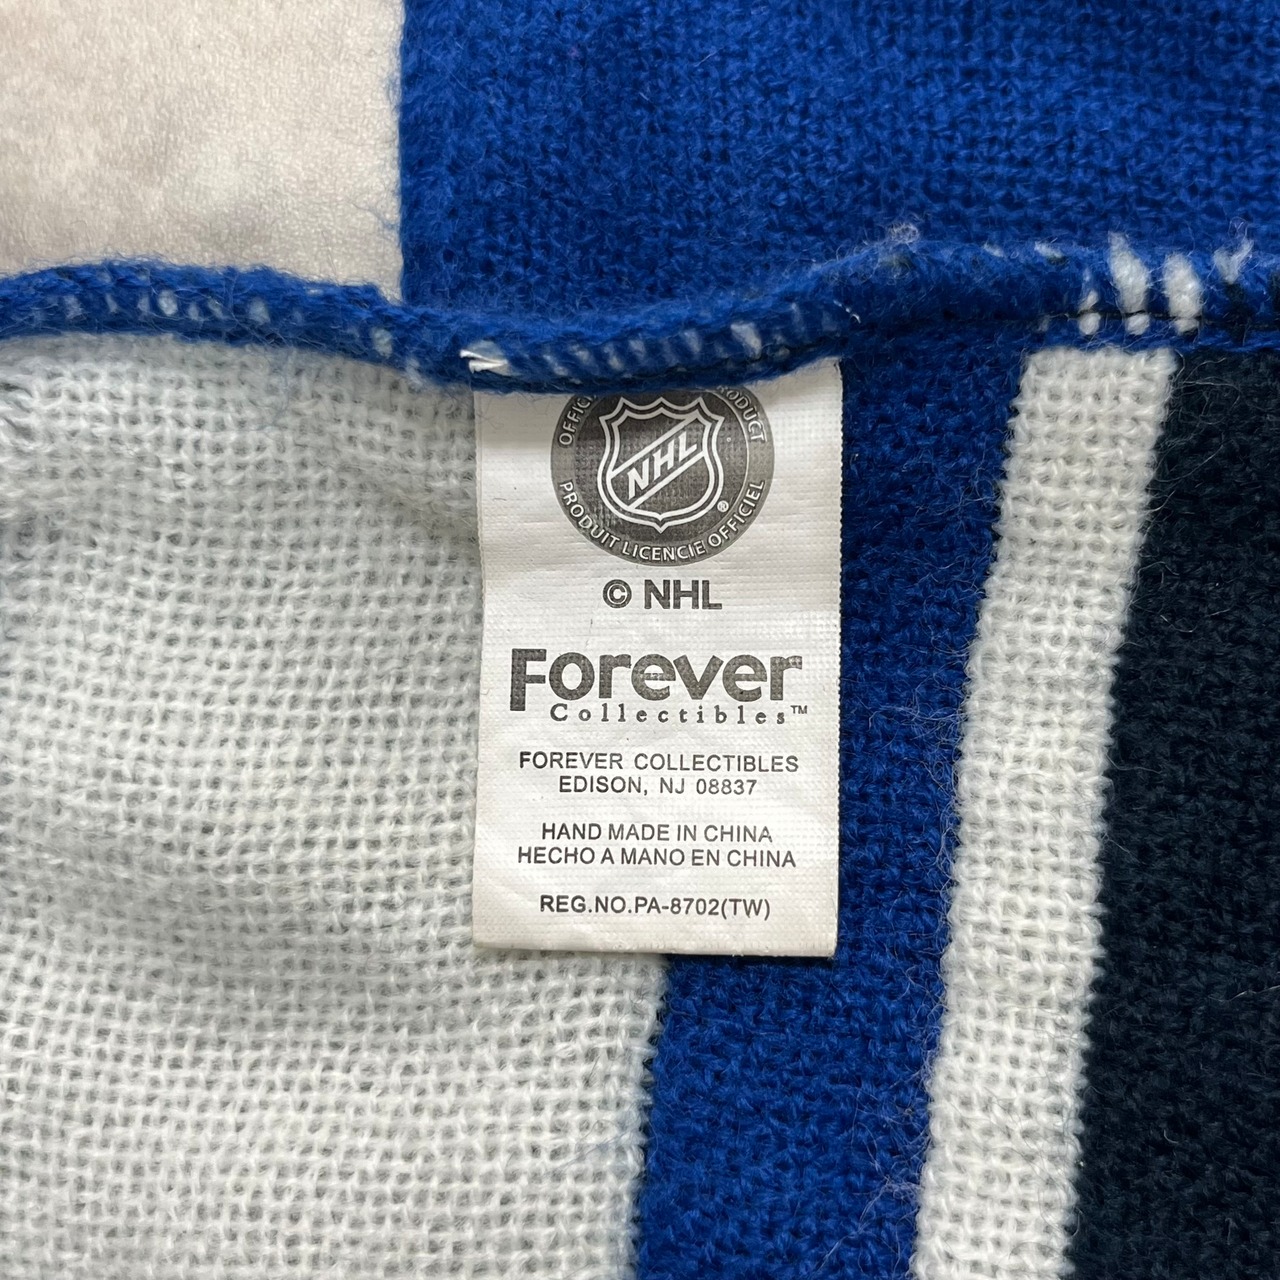 NHL
®
PRODUIT LICENCIE OFFICIEL
© NHL
Forever
Collectibles™
FOREVER COLLECTIBLES
EDISON, NJ 08837
HAND MADE IN CHINA
HECHO A MANO EN CHINA
REG.NO.PA-8702(TW)